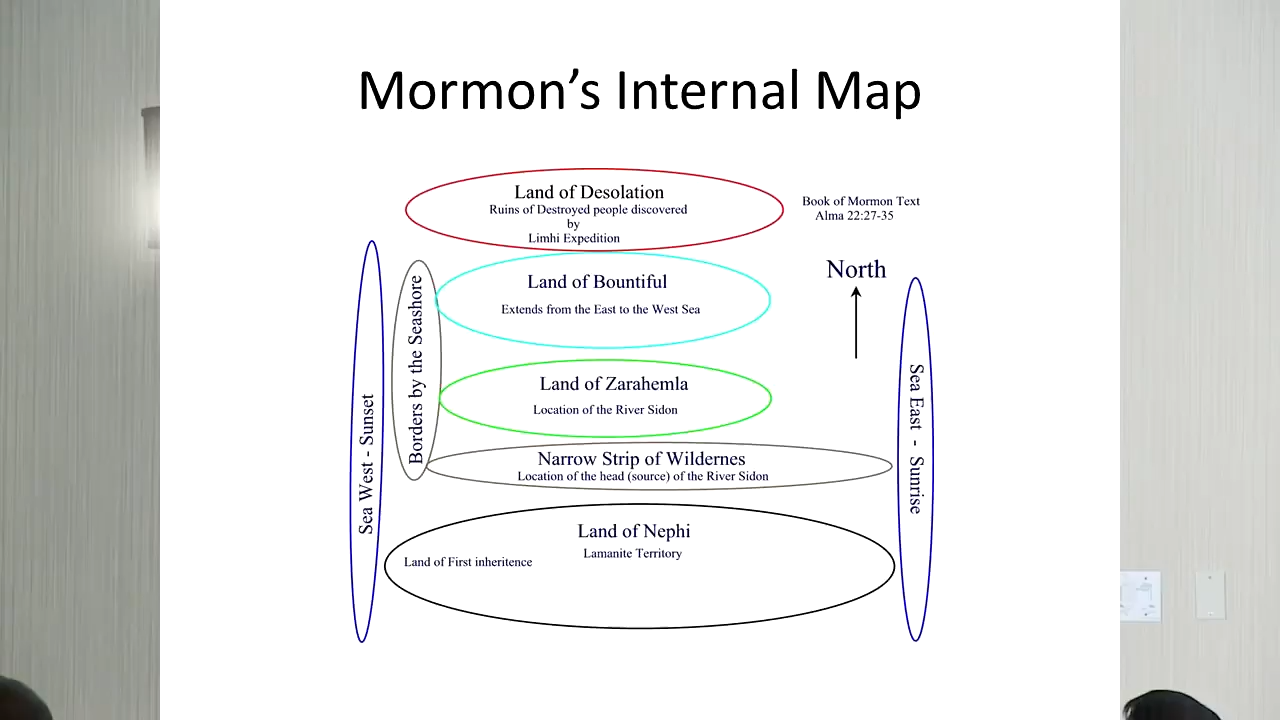 Mormon's Internal Map
Land of Desolation
Ruins of Destroyed people discovered
by
Limhi Expedition
Book of Mormon Text
Alma 22:27-35
North
Land of Bountiful
Extends from the East to the West Sea
Borders by the Seashore
Land of Zarahemla
Location of the River Sidon
Sea West - Sunset
Sea East - Sunrise
Narrow Strip of Wildernes
Location of the head (source) of the River Sidon
Land of Nephi
Lamanite Territory
Land of First inheritence